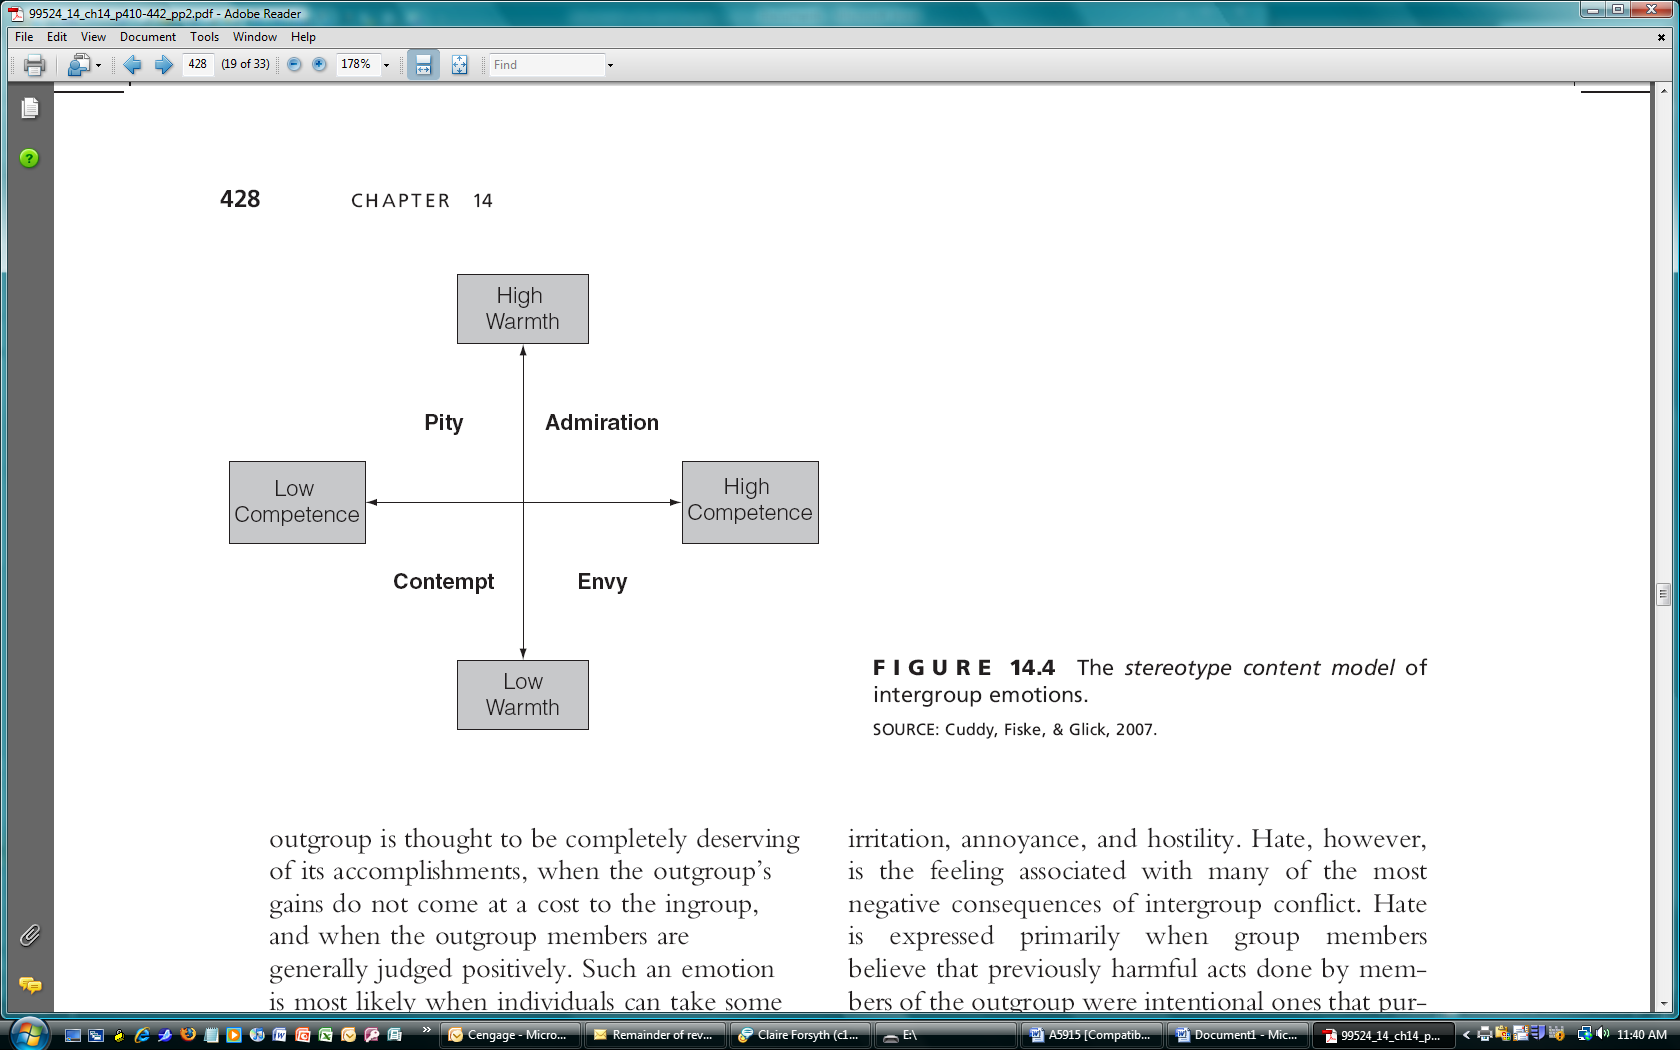 99524_14_ch14_p410-442_pp2.pdf - Adobe Reader
File Edit View Document Tools Window Help
428 (19 of 33) 178% Find
428 CHAPTER 14
High
Warmth
Pity Admiration
Low
Competence
High
Competence
Contempt Envy
Low
Warmth
FIGURE 14.4 The stereotype content model of
intergroup emotions.
SOURCE: Cuddy, Fiske, & Glick, 2007.
outgroup is thought to be completely deserving
of its accomplishments, when the outgroup's
gains do not come at a cost to the ingroup,
and when the outgroup members are
generally judged positively. Such an emotion
is most likely when individuals can take some
irritation, annoyance, and hostility. Hate, however,
is the feeling associated with many of the most
negative consequences of intergroup conflict. Hate
is expressed primarily when group members
believe that previously harmful acts done by mem-
bers of the outgroup were intentional ones that pur-
Cengage - Micro... Remainder of rev... Claire Forsyth (c1... E:\ A5915 [Compatib... Document1 - Mic... 99524_14_ch14_p... 11:40 AM